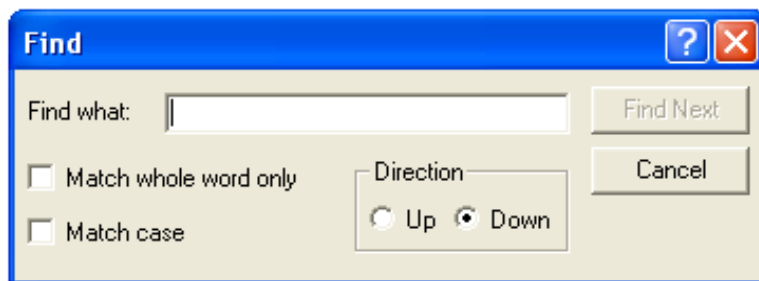 Find
Find what:
Find Next
Match whole word only
Direction
Cancel
Match case
Up
Down